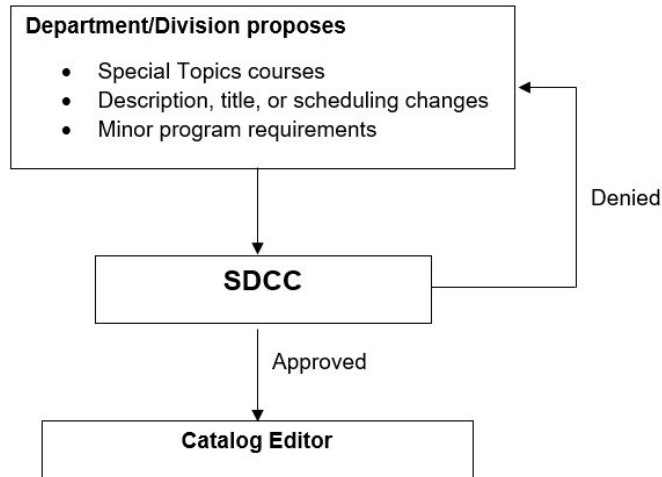 Department/Division proposes
• Special Topics courses
• Description, title, or scheduling changes
• Minor program requirements
Denied
SDCC
Approved
Catalog Editor